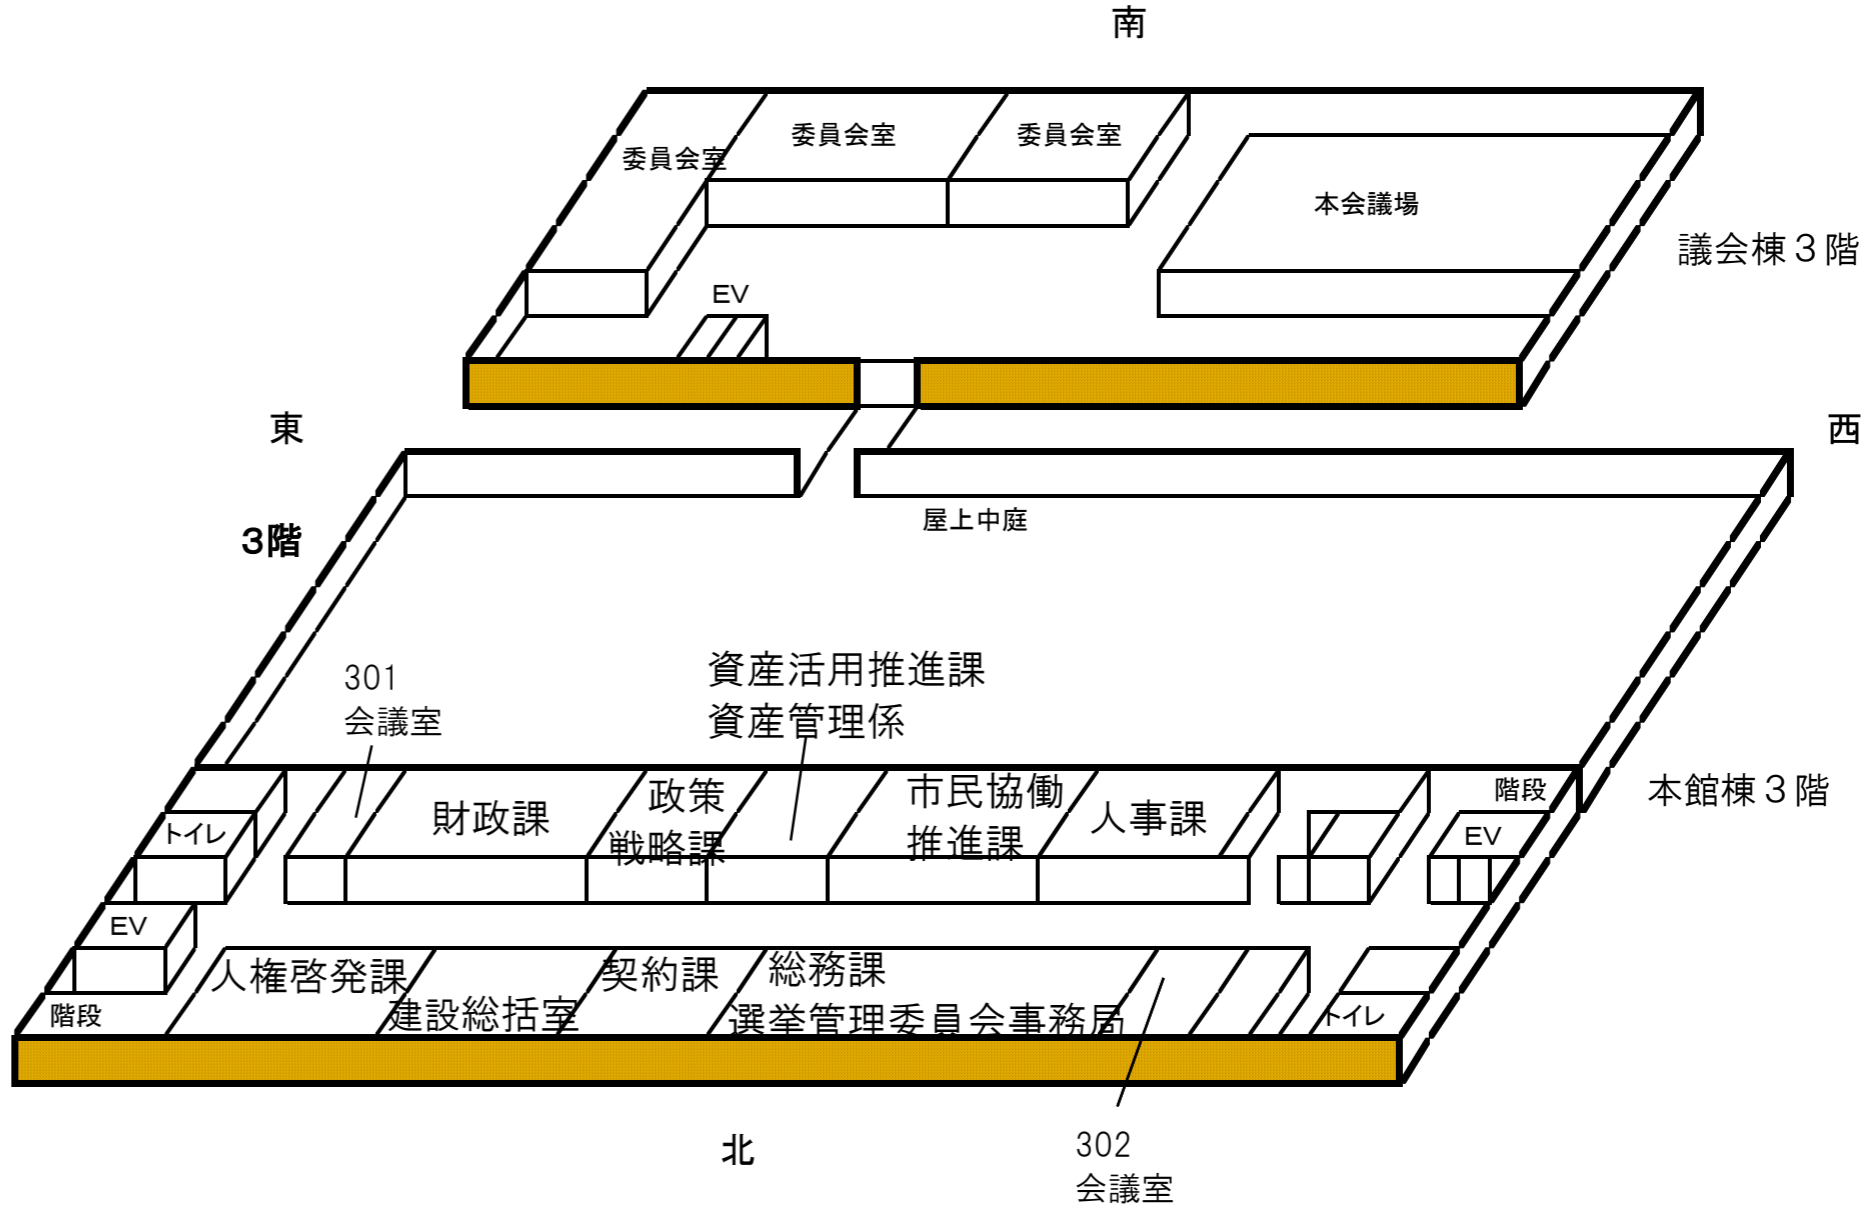 南
委員会室
委員会室
委員会室
本会議場
議会棟３階
EV
東
西
屋上中庭
3階
301
会議室
資産活用推進課
資産管理係
財政課
政策
戦略課
市民協働
推進課
人事課
階段
本館棟３階
トイレ
EV
EV
人権啓発課
建設総括室
契約課
総務課
選挙管理委員会事務局
階段
トイレ
北
302
会議室